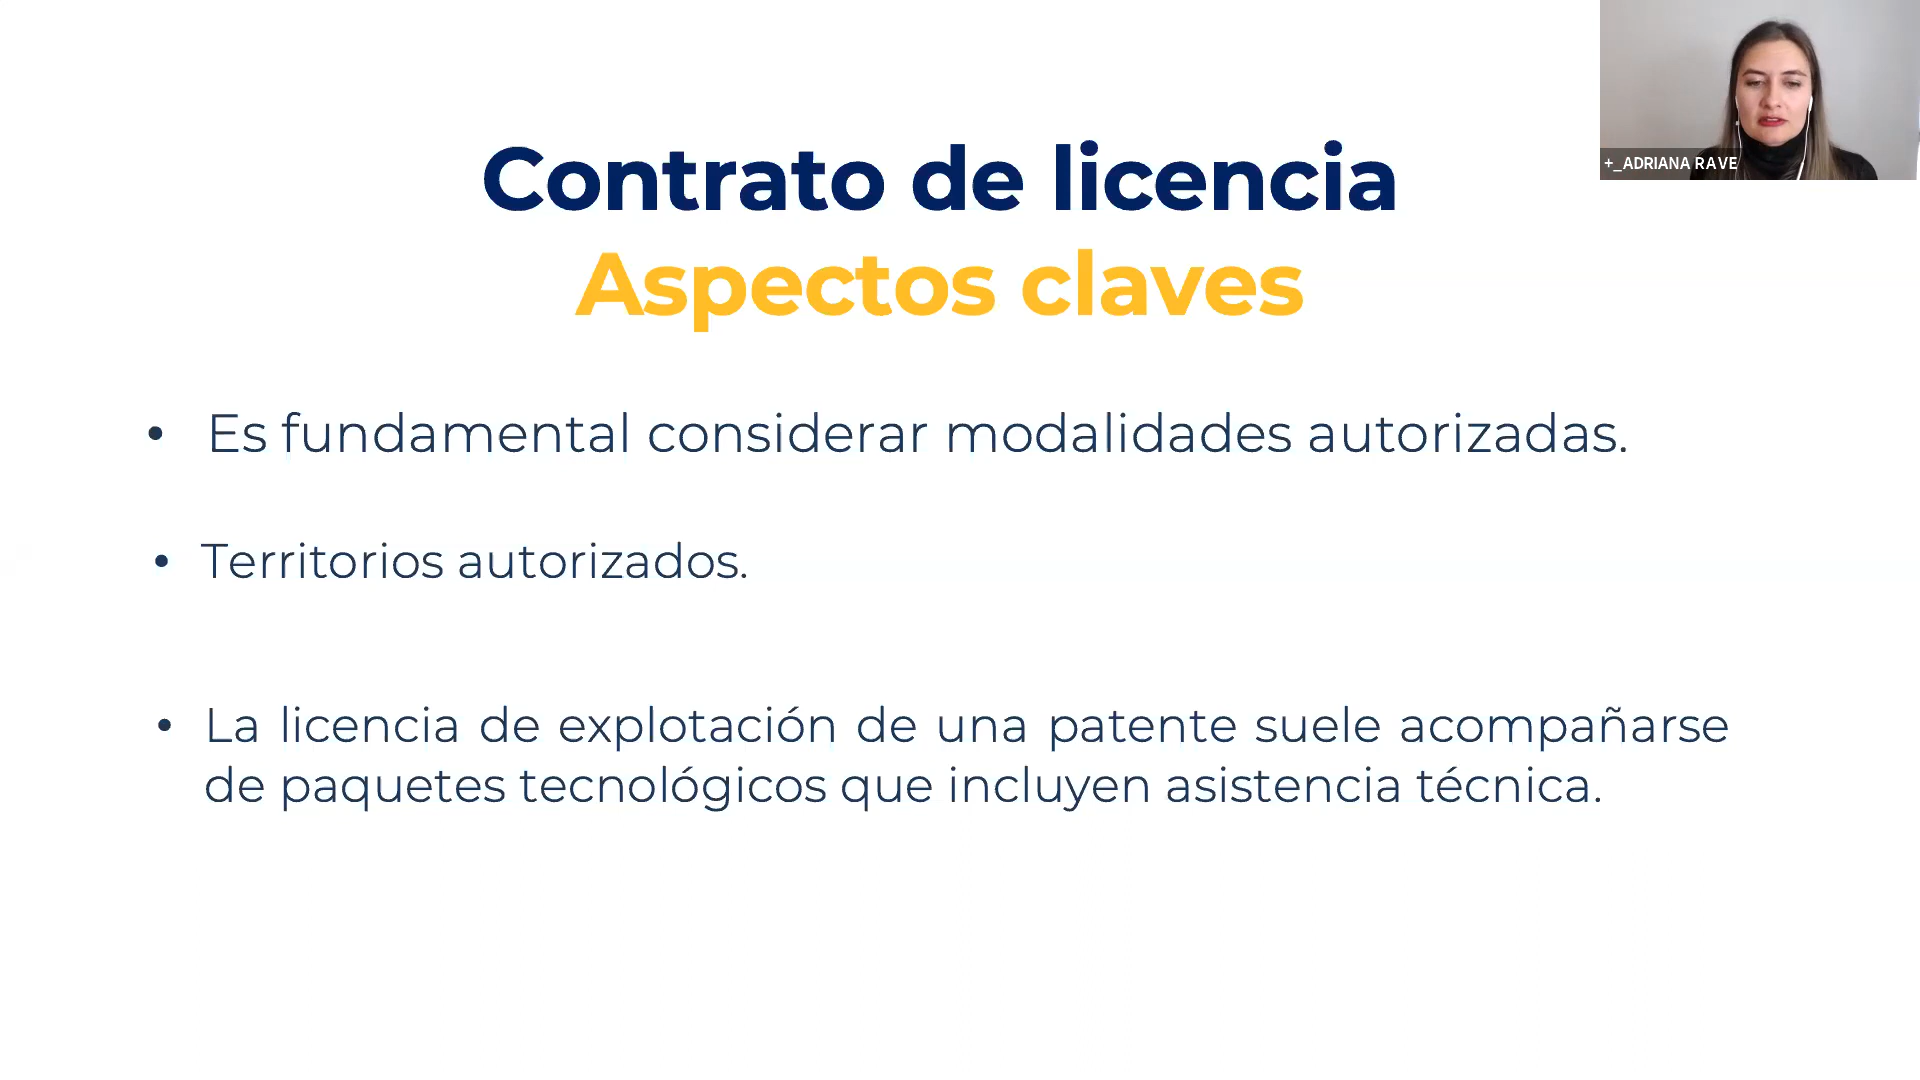 Contrato de licencia
Aspectos claves
+_ADRIANA RAVE
• Es fundamental considerar modalidades autorizadas.
• Territorios autorizados.
• La licencia de explotación de una patente suele acompañarse
de paquetes tecnológicos que incluyen asistencia técnica.